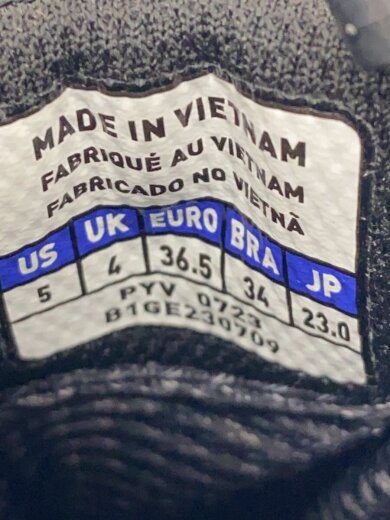 MADE IN VIETNAM
FABRIQUÉ AU VIETNAM
FABRICADO NO VIETNÃ
US UK EURO BRA JP
5 4 36.5 34 23.0
PYV 0723
B1GE230709